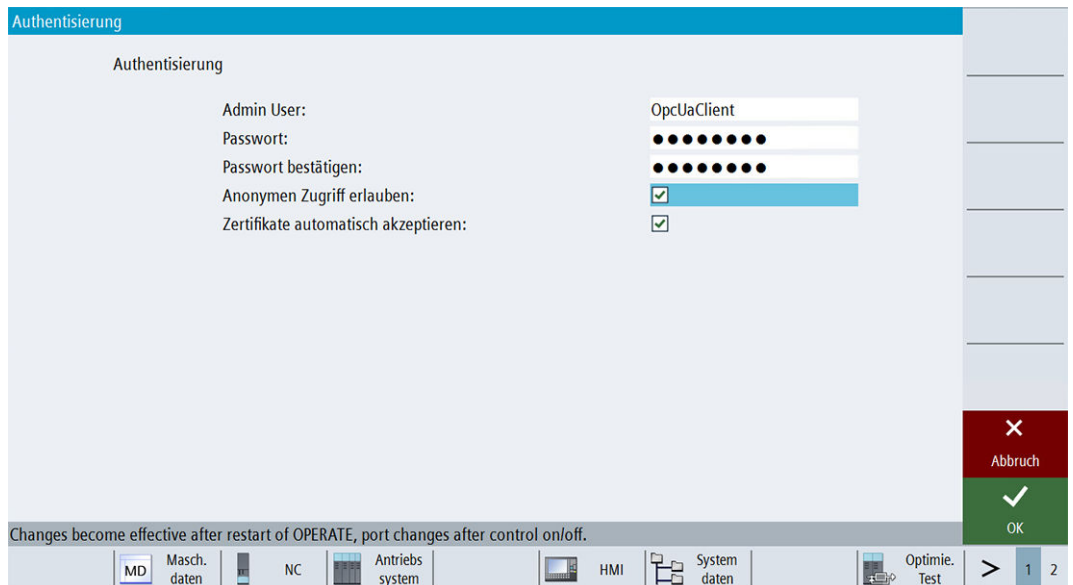 Authentisierung
Authentisierung
Admin User: OpcUaClient
Passwort: ●●●●●●●●
Passwort bestätigen: ●●●●●●●●
Anonymen Zugriff erlauben:
Zertifikate automatisch akzeptieren:
Abbruch
OK
Changes become effective after restart of OPERATE, port changes after control on/off.
MD Masch. daten NC Antriebs system HMI System daten Optimie. Test > 1 2